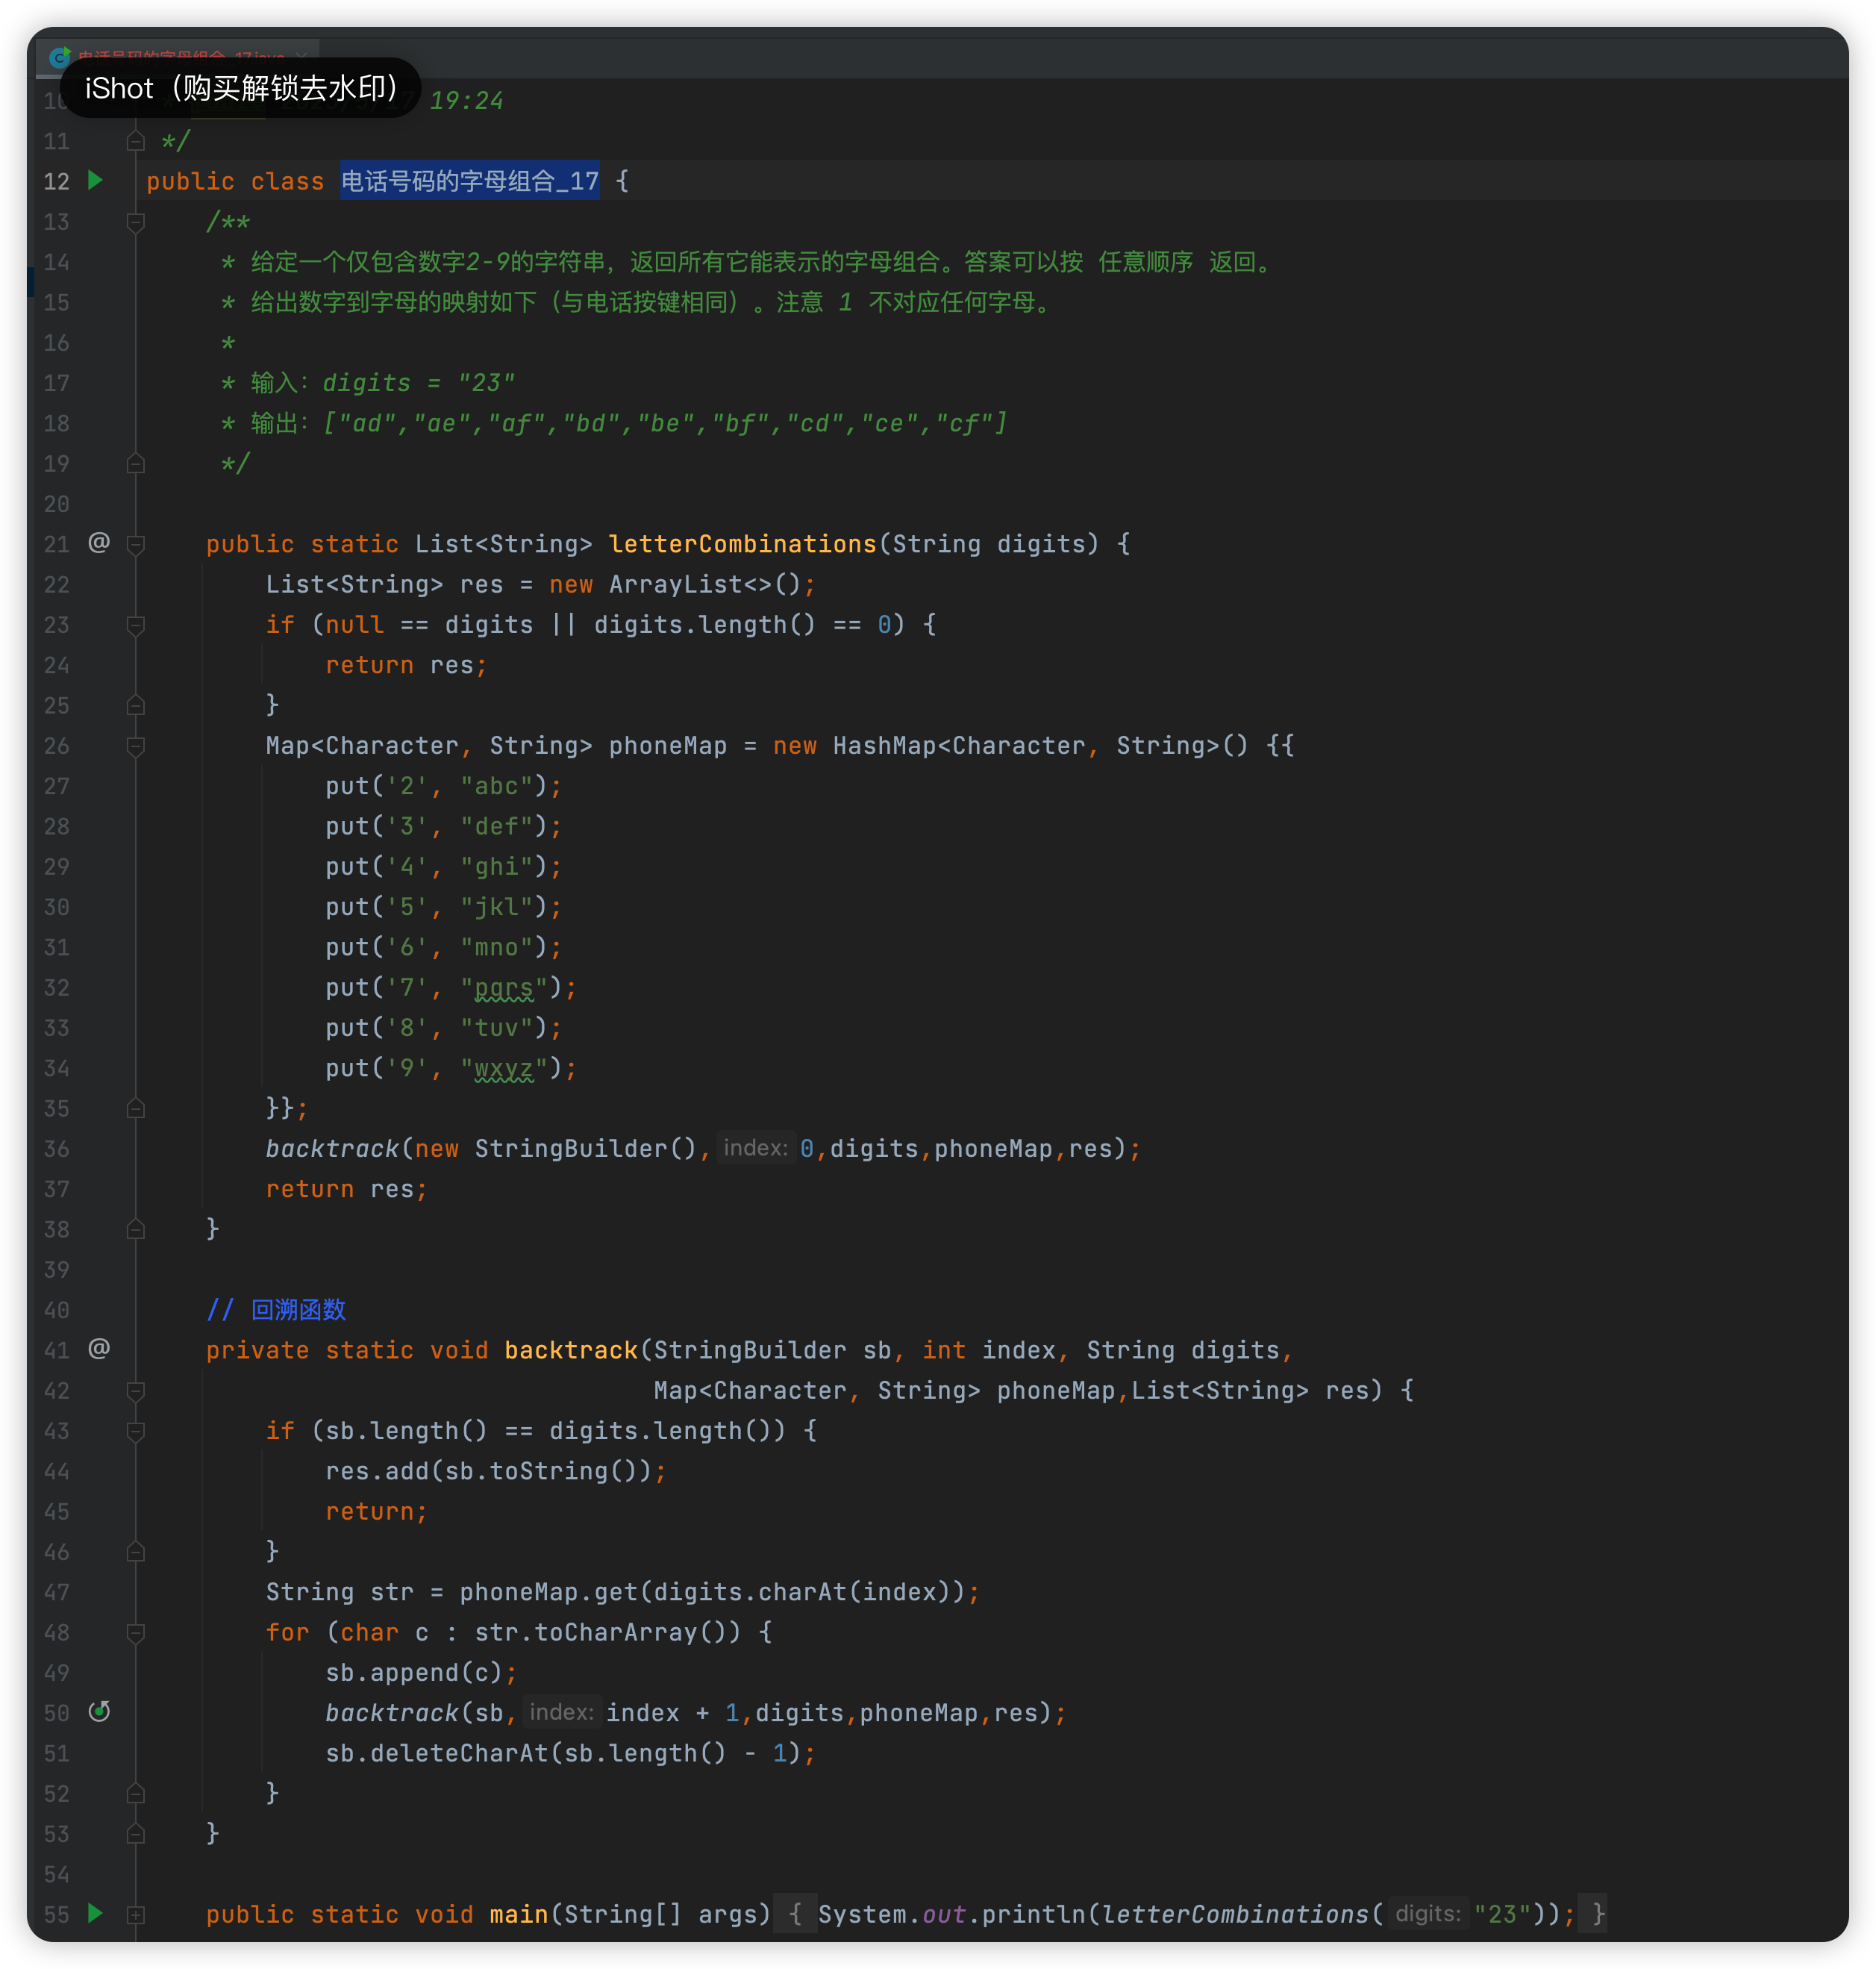 iShot（购买解锁去水印）
10 19:24
11 */
12 public class 电话号码的字母组合_17 {
13 /**
14 * 给定一个仅包含数字2-9的字符串，返回所有它能表示的字母组合。答案可以按 任意顺序 返回。
15 * 给出数字到字母的映射如下（与电话按键相同）。注意 1 不对应任何字母。
16 *
17 * 输入：digits = "23"
18 * 输出：["ad","ae","af","bd","be","bf","cd","ce","cf"]
19 */
20
21 @ public static List<String> letterCombinations(String digits) {
22 List<String> res = new ArrayList<>();
23 if (null == digits || digits.length() == 0) {
24 return res;
25 }
26 Map<Character, String> phoneMap = new HashMap<Character, String>() {{
27 put('2', "abc");
28 put('3', "def");
29 put('4', "ghi");
30 put('5', "jkl");
31 put('6', "mno");
32 put('7', "pqrs");
33 put('8', "tuv");
34 put('9', "wxyz");
35 }};
36 backtrack(new StringBuilder(), index: 0,digits,phoneMap,res);
37 return res;
38 }
39
40 // 回溯函数
41 @ private static void backtrack(StringBuilder sb, int index, String digits,
42 Map<Character, String> phoneMap,List<String> res) {
43 if (sb.length() == digits.length()) {
44 res.add(sb.toString());
45 return;
46 }
47 String str = phoneMap.get(digits.charAt(index));
48 for (char c : str.toCharArray()) {
49 sb.append(c);
50 backtrack(sb, index: index + 1,digits,phoneMap,res);
51 sb.deleteCharAt(sb.length() - 1);
52 }
53 }
54
55 public static void main(String[] args) { System.out.println(letterCombinations( digits: "23")); }